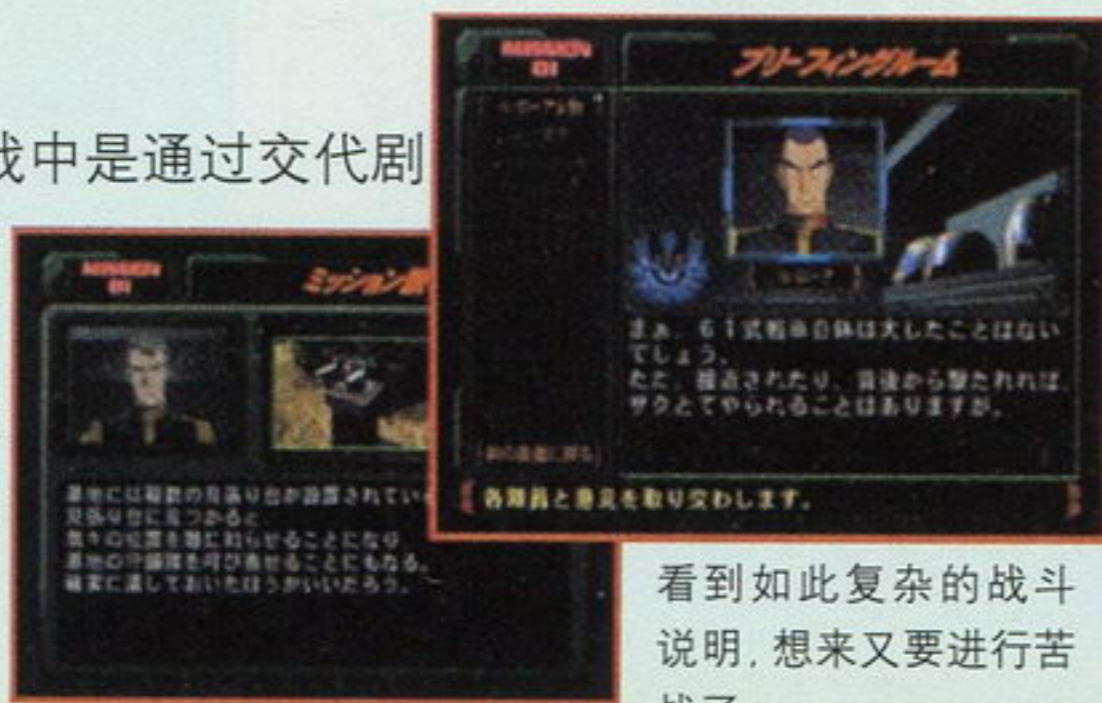 戏中是通过交代剧
MISSION
01
ブリーフィングルーム
まぁ、61式戦車自体は大したことはない
でしょう。
ただ、接近されたり、背後から撃たれれば、
ザクとてやられることはありますが。
各隊員と意見を取り交わします。
MISSION
01
ミッション
基地には複数の見張り台が設置されてい
見張り台に見つかると、
我々の位置を敵に知らせることになり
基地の守備隊を呼び寄せることにもなる。
確実に潰しておいたほうがいいだろう。
看到如此复杂的战斗
说明,想来又要进行苦
战了